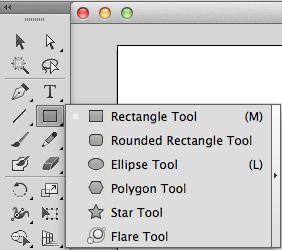 Rectangle Tool (M)
Rounded Rectangle Tool
Ellipse Tool (L)
Polygon Tool
Star Tool
Flare Tool